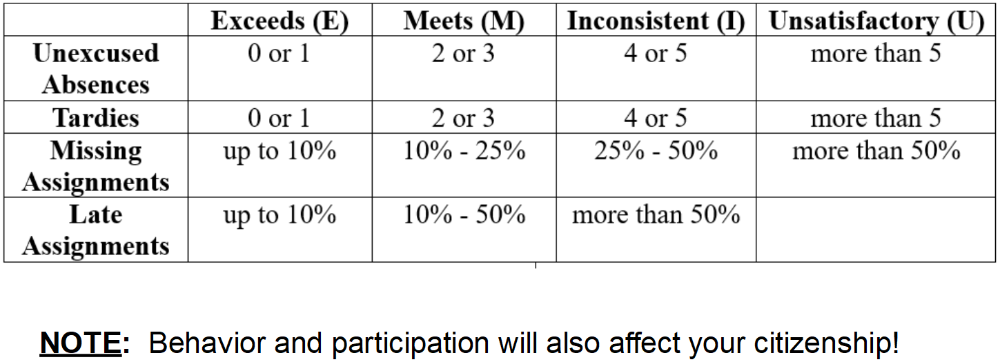 Exceeds (E) Meets (M) Inconsistent (I) Unsatisfactory (U)
Unexcused Absences 0 or 1 2 or 3 4 or 5 more than 5
Tardies 0 or 1 2 or 3 4 or 5 more than 5
Missing Assignments up to 10% 10% - 25% 25% - 50% more than 50%
Late Assignments up to 10% 10% - 50% more than 50%
NOTE: Behavior and participation will also affect your citizenship!